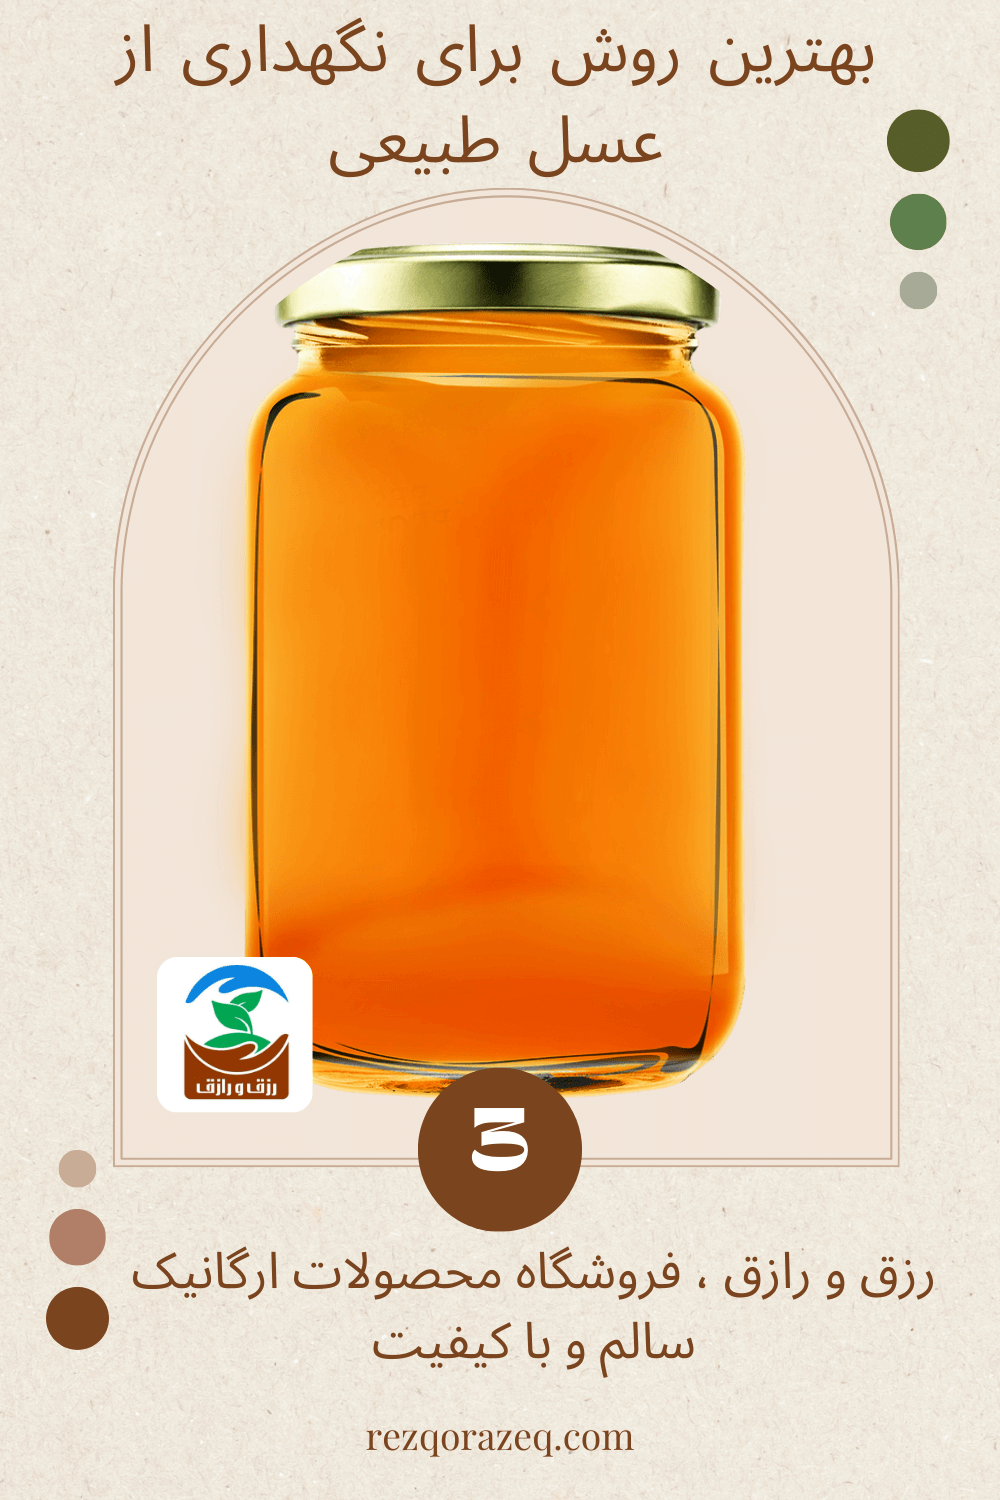 بهترین روش برای نگهداری از
عسل طبیعی
رزق و رازق
3
رزق و رازق ، فروشگاه محصولات ارگانیک
سالم و با کیفیت
rezqorazeq.com